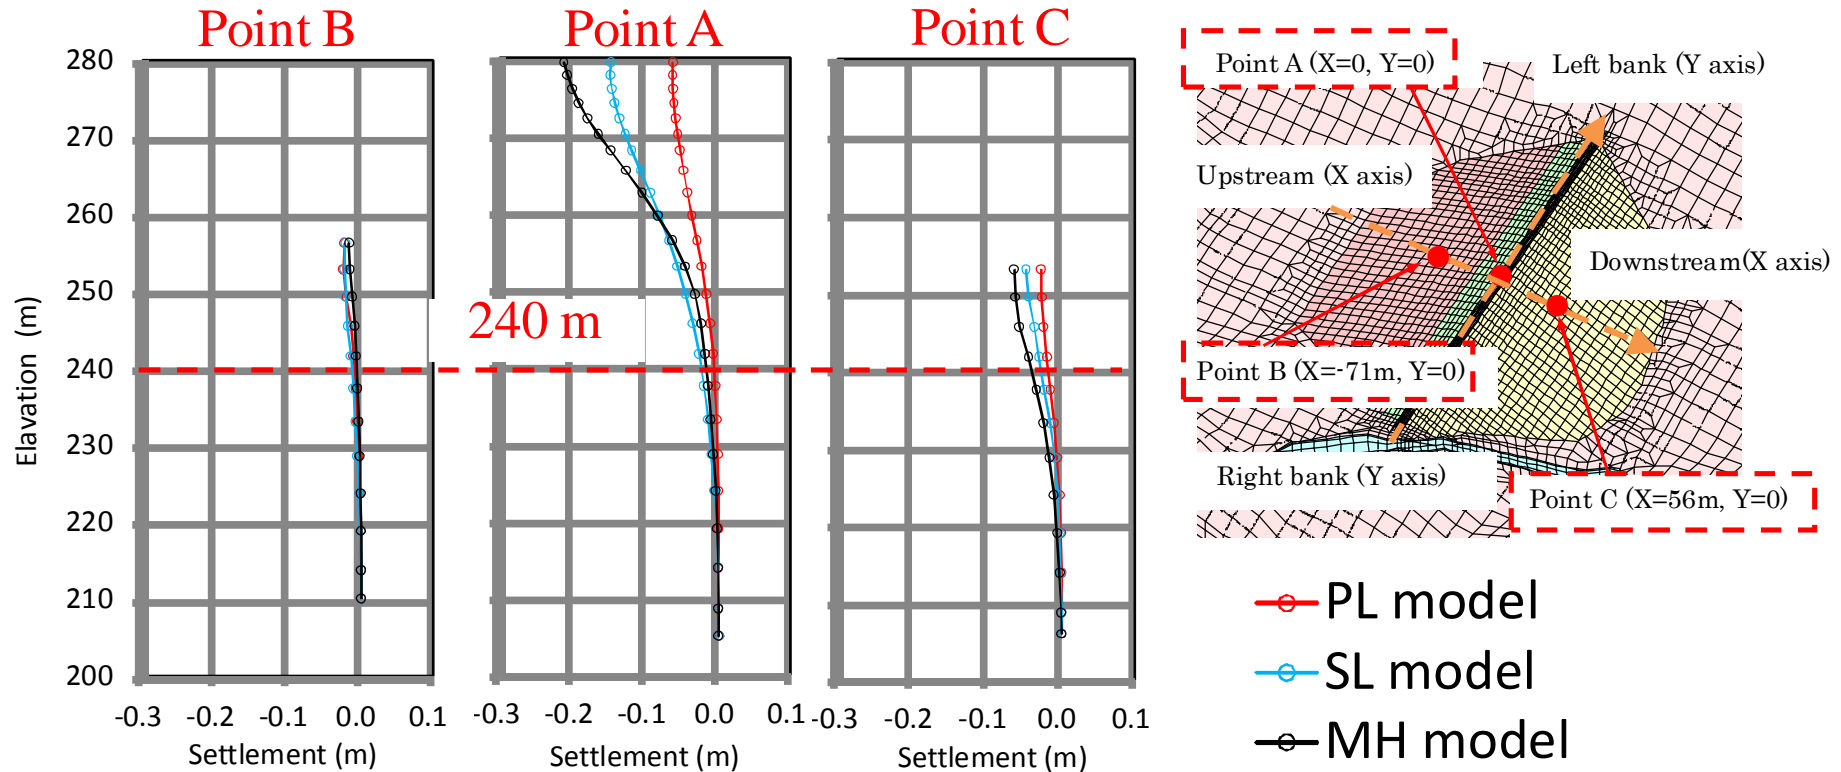 Point B
Point A
Point C
280
270
260
250
240
230
220
210
200
Elavation (m)
240 m
-0.3 -0.2 -0.1 0.0 0.1
Settlement (m)
-0.3 -0.2 -0.1 0.0 0.1
Settlement (m)
-0.3 -0.2 -0.1 0.0 0.1
Settlement (m)
Point A (X=0, Y=0)
Left bank (Y axis)
Upstream (X axis)
Downstream(X axis)
Point B (X=-71m, Y=0)
Right bank (Y axis)
Point C (X=56m, Y=0)
PL model
SL model
MH model